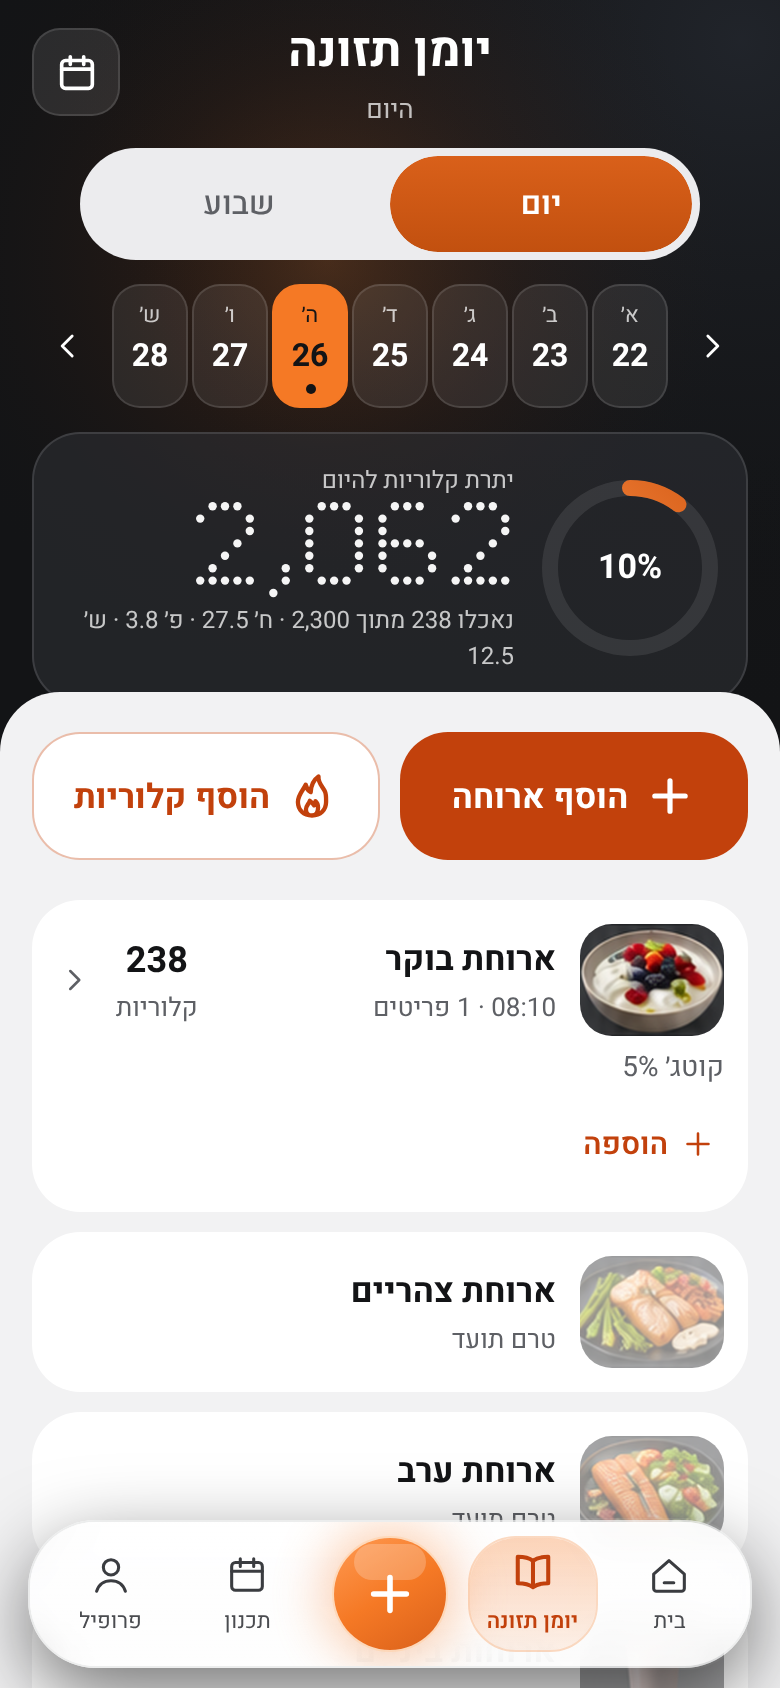 יומן תזונה
היום
יום
שבוע
א׳ ב׳ ג׳ ד׳ ה׳ ו׳ ש׳
22 23 24 25 26 27 28
יתרת קלוריות להיום
2,062
10%
נאכלו 238 מתוך 2,300 · ח׳ 27.5 · פ׳ 3.8 · ש׳
12.5
הוסף ארוחה
הוסף קלוריות
ארוחת בוקר
08:10 · 1 פריטים
238
קלוריות
קוטג׳ 5%
הוספה
ארוחת צהריים
טרם תועד
ארוחת ערב
טרם תועד
בית
יומן תזונה
תכנון
פרופיל